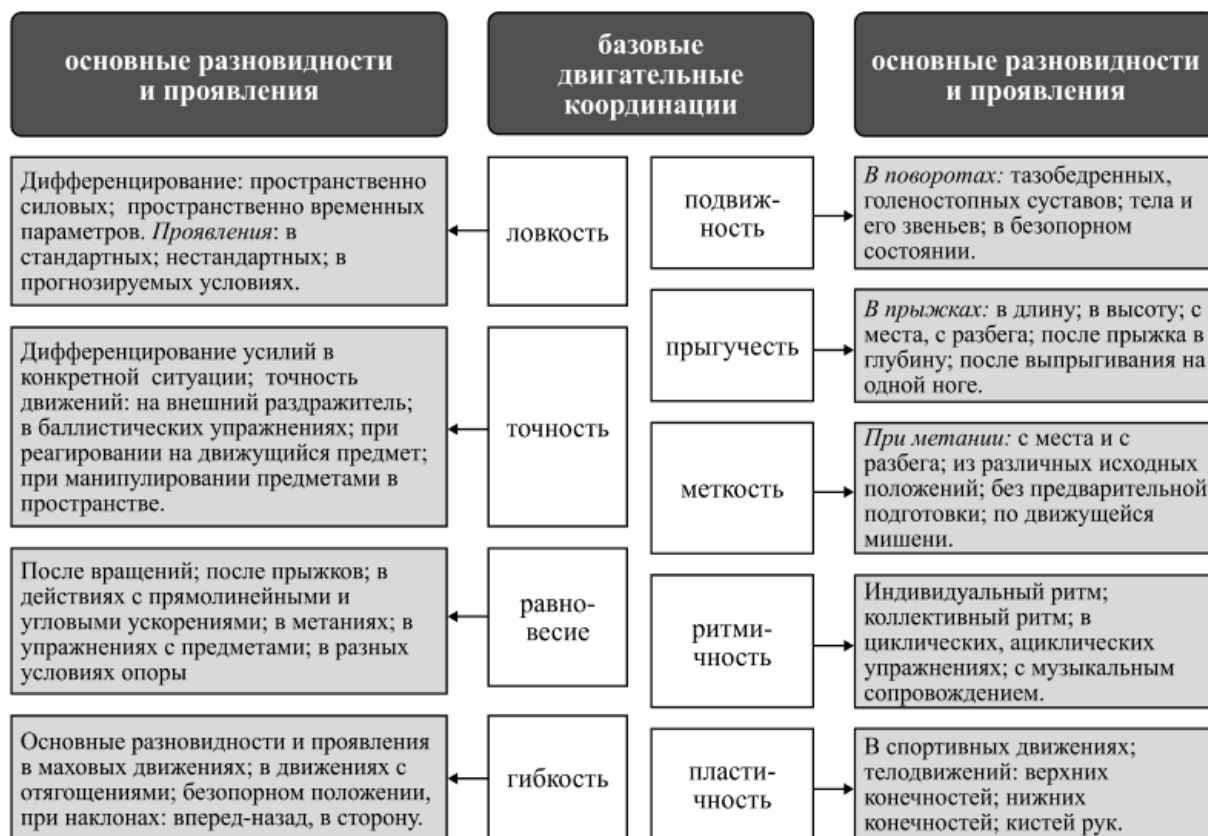 основные разновидности
и проявления
базовые
двигательные
координации
основные разновидности
и проявления
Дифференцирование: пространственно
силовых; пространственно временных
параметров. Проявления: в
стандартных; нестандартных; в
прогнозируемых условиях.
ловкость
Дифференцирование усилий в
конкретной ситуации; точность
движений: на внешний раздражитель;
в баллистических упражнениях; при
реагировании на движущийся предмет;
при манипулировании предметами в
пространстве.
точность
После вращений; после прыжков; в
действиях с прямолинейными и
угловыми ускорениями; в метаниях; в
упражнениях с предметами; в разных
условиях опоры
равно-
весие
Основные разновидности и проявления
в маховых движениях; в движениях с
отягощениями; безопорном положении,
при наклонах: вперед-назад, в сторону.
гибкость
подвиж-
ность
В поворотах: тазобедренных,
голеностопных суставов; тела и
его звеньев; в безопорном
состоянии.
прыгучесть
В прыжках: в длину; в высоту; с
места, с разбега; после прыжка в
глубину; после выпрыгивания на
одной ноге.
меткость
При метании: с места и с
разбега; из различных исходных
положений; без предварительной
подготовки; по движущейся
мишени.
ритми-
чность
Индивидуальный ритм;
коллективный ритм; в
циклических, ациклических
упражнениях; с музыкальным
сопровождением.
пласти-
чность
В спортивных движениях;
телодвижений: верхних
конечностей; нижних
конечностей; кистей рук.